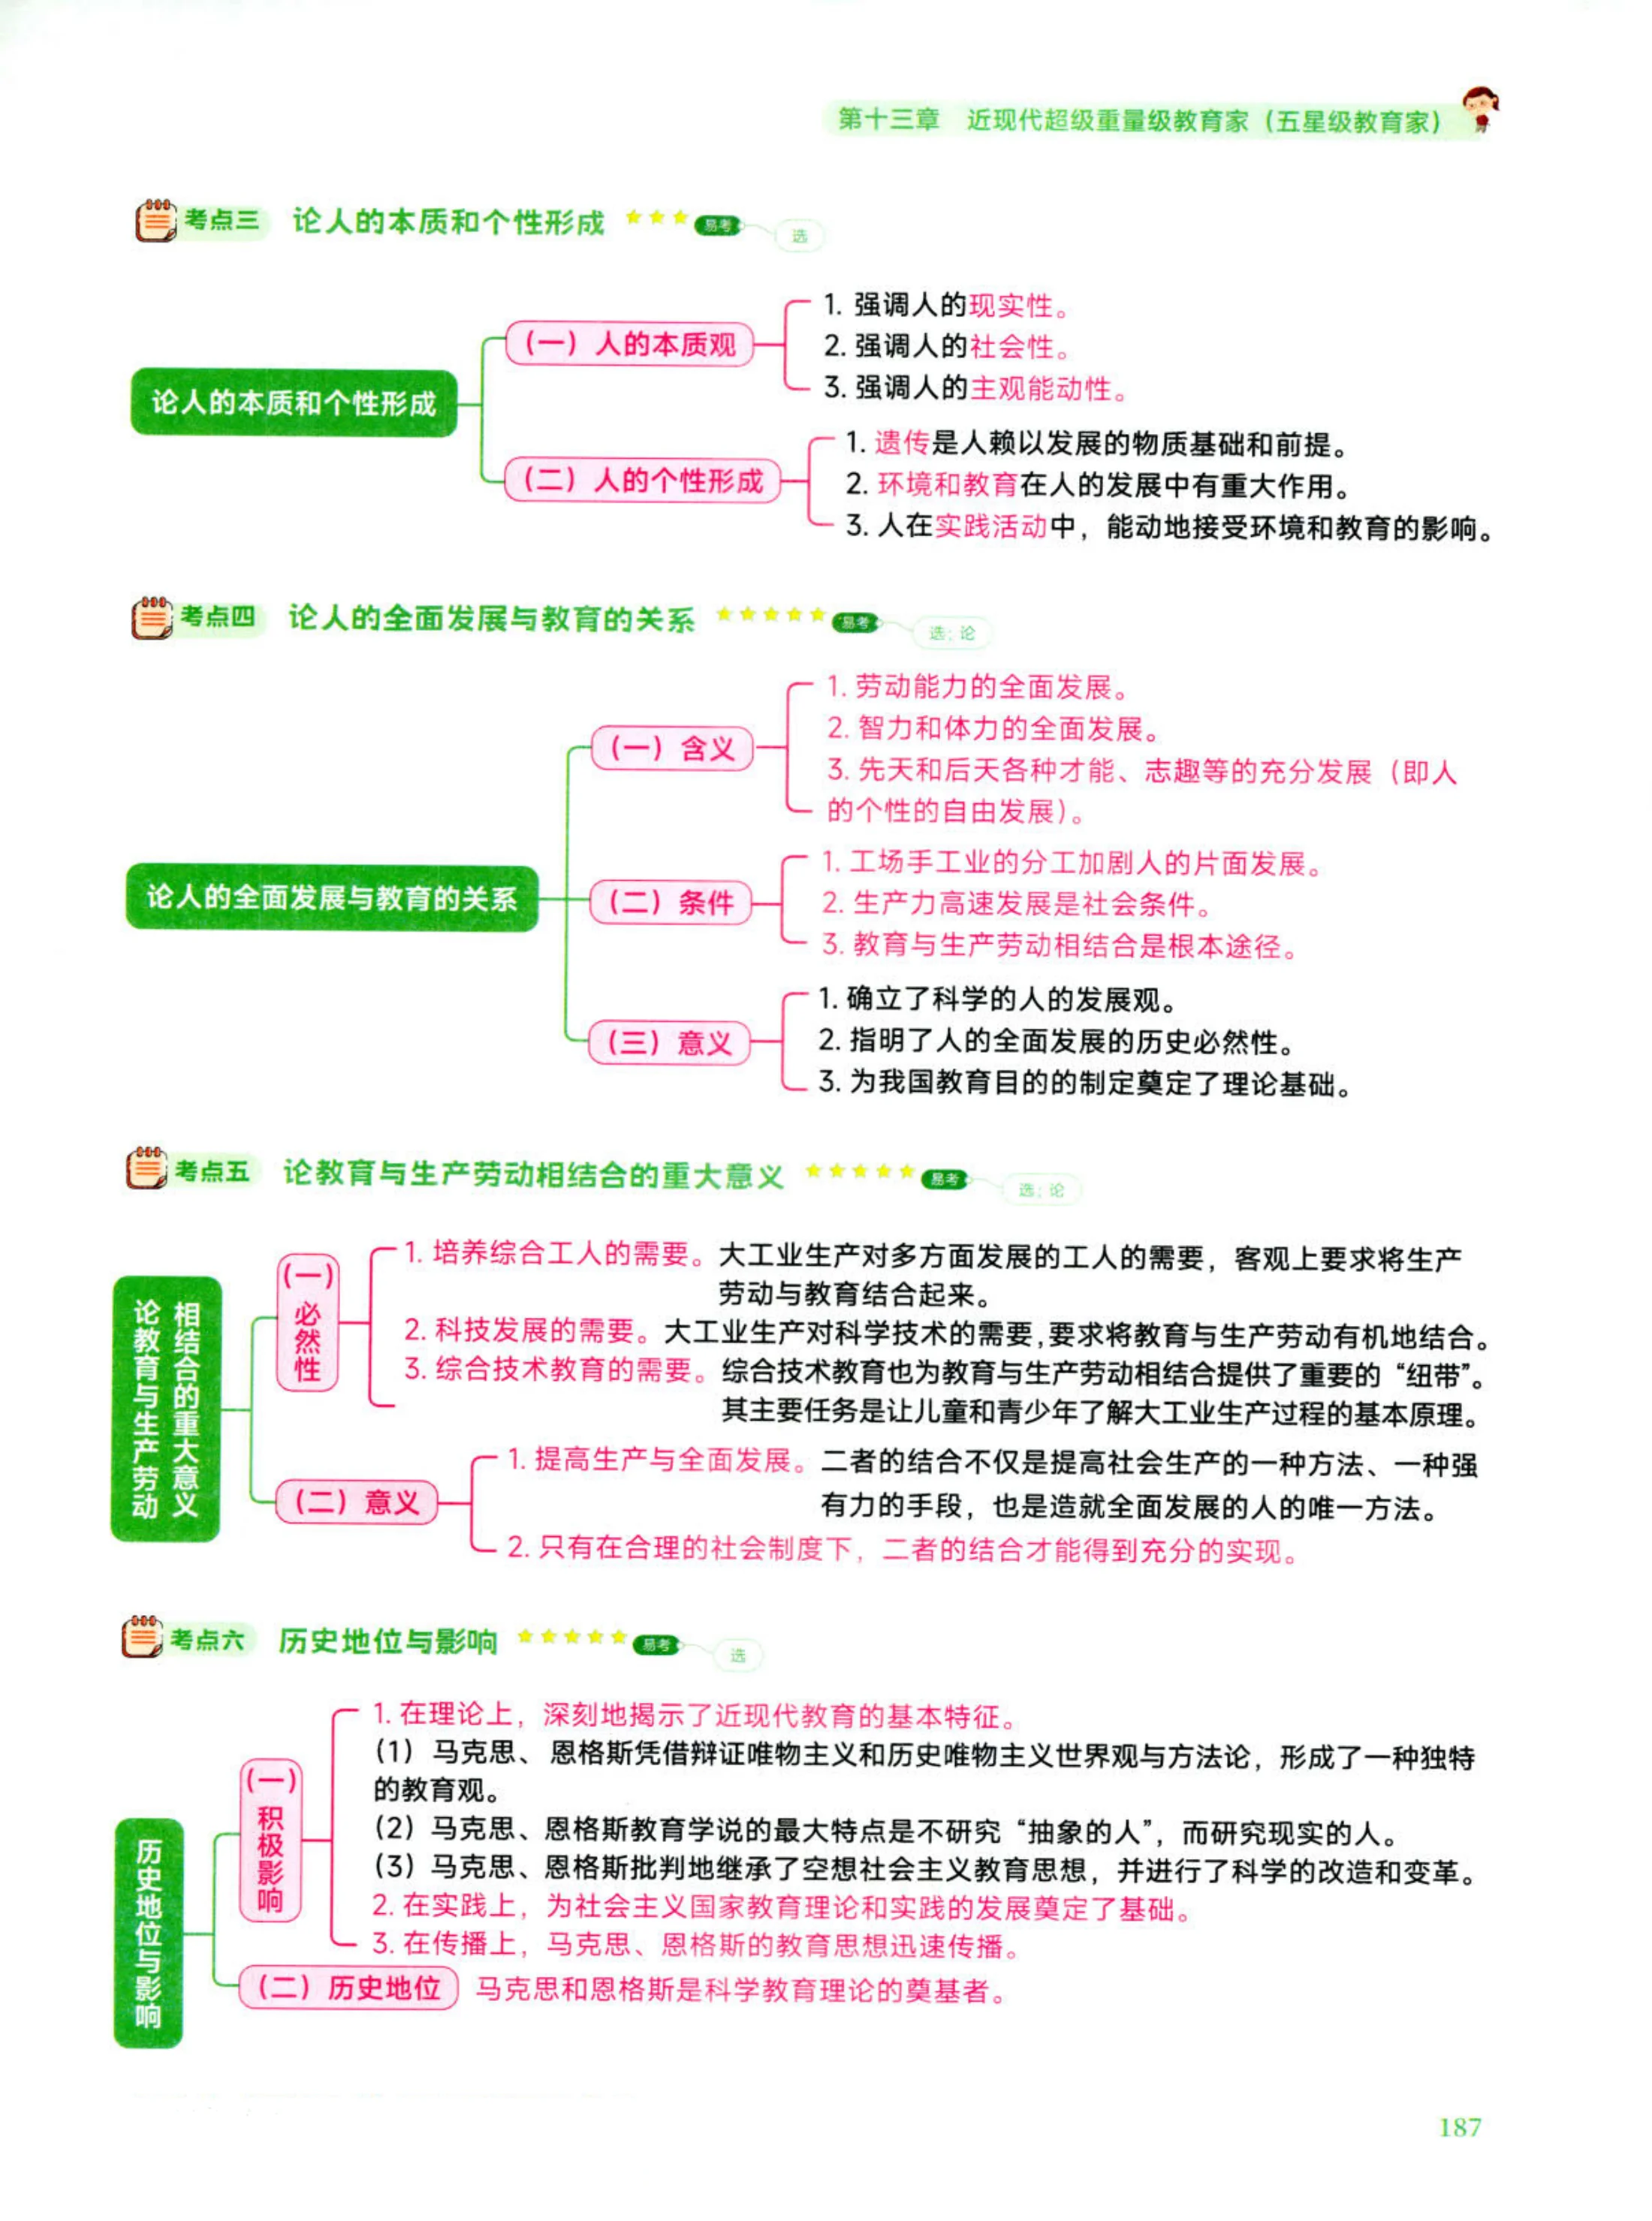 第十三章 近现代超级重量级教育家（五星级教育家）
考点三 论人的本质和个性形成 ★★★ 易考 选
论人的本质和个性形成
（一）人的本质观
1. 强调人的现实性。
2. 强调人的社会性。
3. 强调人的主观能动性。
（二）人的个性形成
1. 遗传是人赖以发展的物质基础和前提。
2. 环境和教育在人的发展中有重大作用。
3. 人在实践活动中，能动地接受环境和教育的影响。
考点四 论人的全面发展与教育的关系 ★★★★★ 易考 选；论
论人的全面发展与教育的关系
（一）含义
1. 劳动能力的全面发展。
2. 智力和体力的全面发展。
3. 先天和后天各种才能、志趣等的充分发展（即人
的个性的自由发展）。
（二）条件
1. 工场手工业的分工加剧人的片面发展。
2. 生产力高速发展是社会条件。
3. 教育与生产劳动相结合是根本途径。
（三）意义
1. 确立了科学的人的发展观。
2. 指明了人的全面发展的历史必然性。
3. 为我国教育目的的制定奠定了理论基础。
考点五 论教育与生产劳动相结合的重大意义 ★★★★★ 易考 选；论
论教育与生产劳动
相结合的重大意义
（一）必然性
1. 培养综合工人的需要。大工业生产对多方面发展的工人的需要，客观上要求将生产
劳动与教育结合起来。
2. 科技发展的需要。大工业生产对科学技术的需要，要求将教育与生产劳动有机地结合。
3. 综合技术教育的需要。综合技术教育也为教育与生产劳动相结合提供了重要的“纽带”。
其主要任务是让儿童和青少年了解大工业生产过程的基本原理。
（二）意义
1. 提高生产与全面发展。二者的结合不仅是提高社会生产的一种方法、一种强
有力的手段，也是造就全面发展的人的唯一方法。
2. 只有在合理的社会制度下，二者的结合才能得到充分的实现。
考点六 历史地位与影响 ★★★★★ 易考 选
历史地位与影响
（一）积极影响
1. 在理论上，深刻地揭示了近现代教育的基本特征。
（1）马克思、恩格斯凭借辩证唯物主义和历史唯物主义世界观与方法论，形成了一种独特
的教育观。
（2）马克思、恩格斯教育学说的最大特点是不研究“抽象的人”，而研究现实的人。
（3）马克思、恩格斯批判地继承了空想社会主义教育思想，并进行了科学的改造和变革。
2. 在实践上，为社会主义国家教育理论和实践的发展奠定了基础。
3. 在传播上，马克思、恩格斯的教育思想迅速传播。
（二）历史地位 马克思和恩格斯是科学教育理论的奠基者。
187